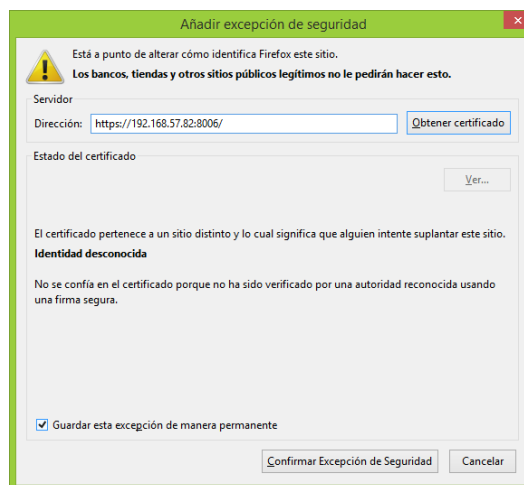 Añadir excepción de seguridad
Está a punto de alterar cómo identifica Firefox este sitio.
Los bancos, tiendas y otros sitios públicos legítimos no le pedirán hacer esto.
Servidor
Dirección: https://192.168.57.82:8006/ Obtener certificado
Estado del certificado
Ver...
El certificado pertenece a un sitio distinto y lo cual significa que alguien intente suplantar este sitio.
Identidad desconocida
No se confía en el certificado porque no ha sido verificado por una autoridad reconocida usando
una firma segura.
Guardar esta excepción de manera permanente
Confirmar Excepción de Seguridad Cancelar